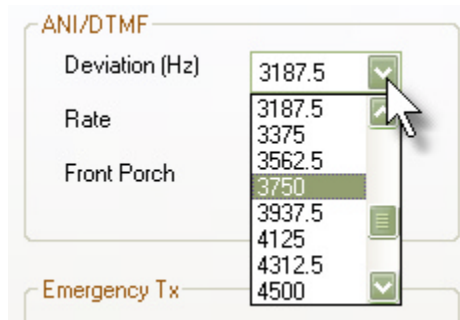 ANI/DTMF
Deviation (Hz) 3187.5
Rate
Front Porch
3187.5
3375
3562.5
3750
3937.5
4125
4312.5
4500
Emergency Tx